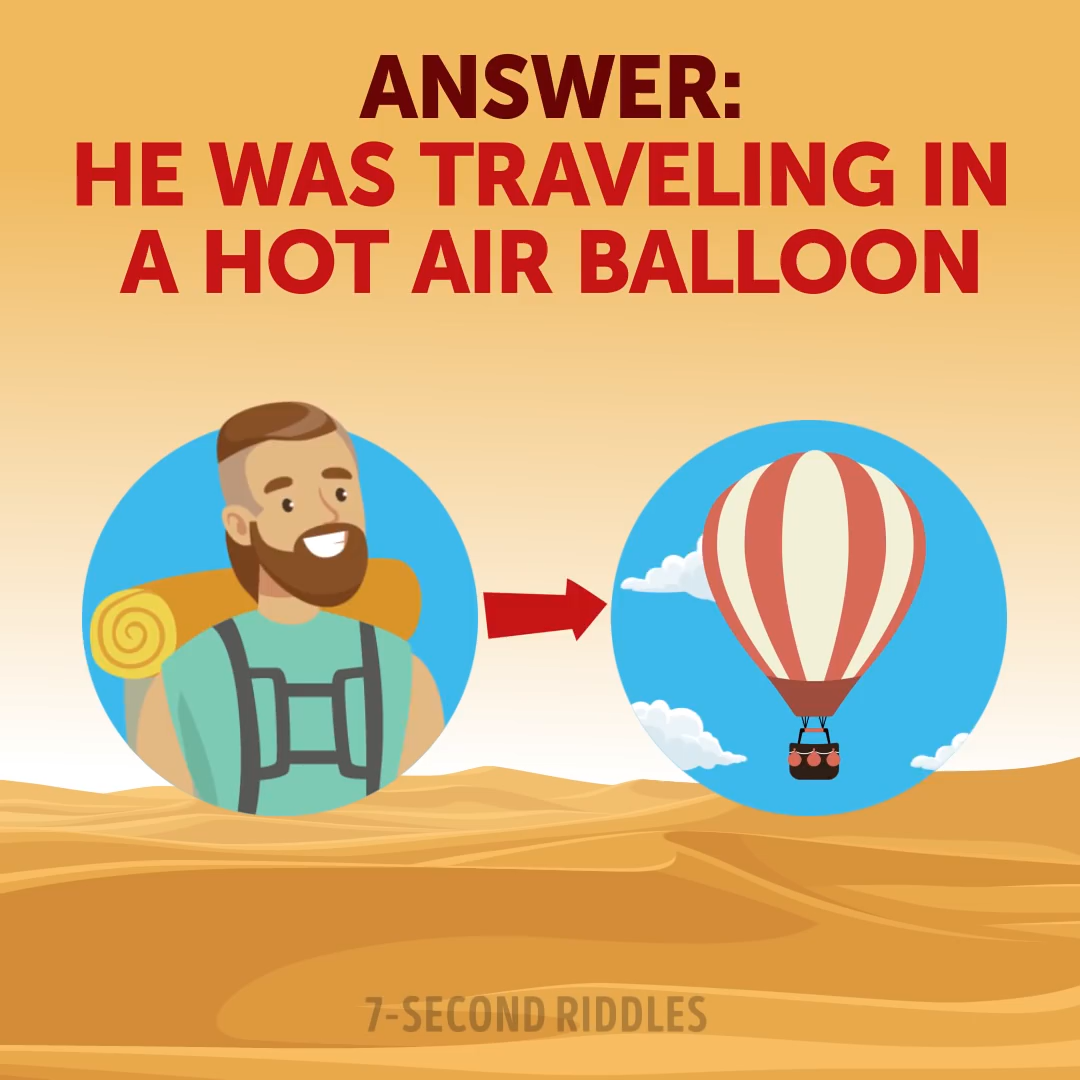 ANSWER:
HE WAS TRAVELING IN
A HOT AIR BALLOON
7-SECOND RIDDLES